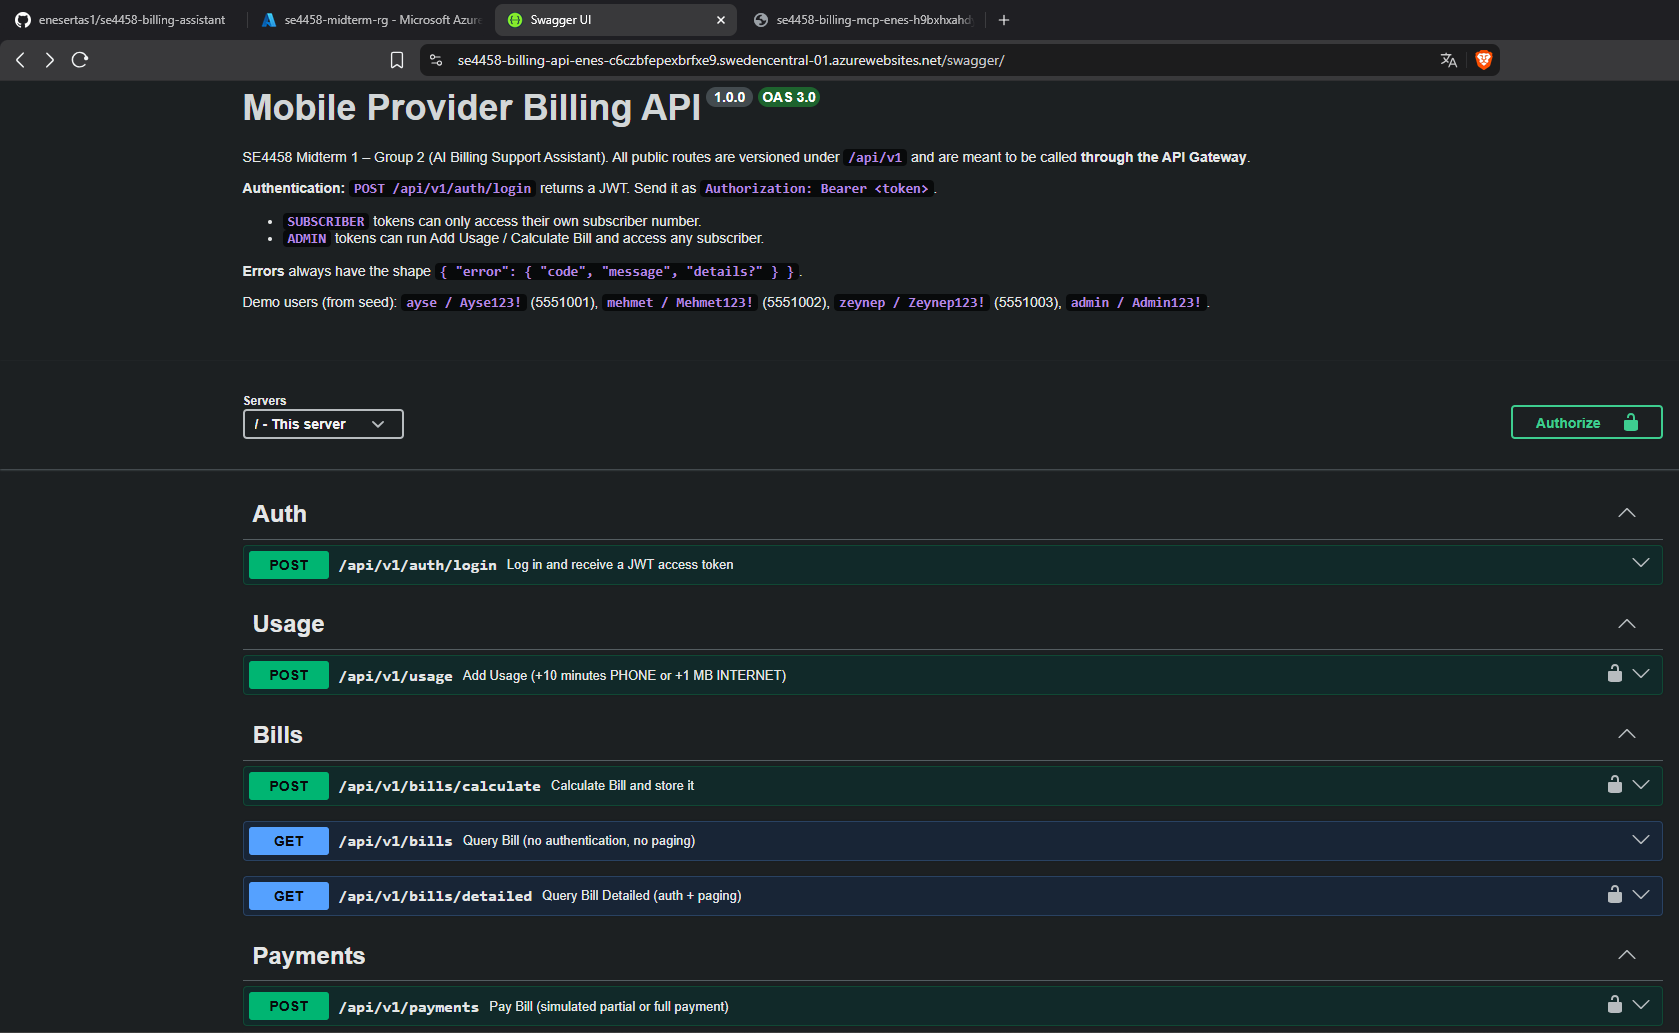 enesertas1/se4458-billing-assistant
se4458-midterm-rg - Microsoft Azure
Swagger UI
se4458-billing-mcp-enes-h9bxhxahd
se4458-billing-api-enes-c6czbfepexbrfxe9.swedencentral-01.azurewebsites.net/swagger/
Mobile Provider Billing API 1.0.0 OAS 3.0
SE4458 Midterm 1 – Group 2 (AI Billing Support Assistant). All public routes are versioned under /api/v1 and are meant to be called through the API Gateway.
Authentication: POST /api/v1/auth/login returns a JWT. Send it as Authorization: Bearer <token>.
• SUBSCRIBER tokens can only access their own subscriber number.
• ADMIN tokens can run Add Usage / Calculate Bill and access any subscriber.
Errors always have the shape { "error": { "code", "message", "details?" } }.
Demo users (from seed): ayse / Ayse123! (5551001), mehmet / Mehmet123! (5551002), zeynep / Zeynep123! (5551003), admin / Admin123!.
Servers
/ - This server
Authorize
Auth
POST /api/v1/auth/login Log in and receive a JWT access token
Usage
POST /api/v1/usage Add Usage (+10 minutes PHONE or +1 MB INTERNET)
Bills
POST /api/v1/bills/calculate Calculate Bill and store it
GET /api/v1/bills Query Bill (no authentication, no paging)
GET /api/v1/bills/detailed Query Bill Detailed (auth + paging)
Payments
POST /api/v1/payments Pay Bill (simulated partial or full payment)